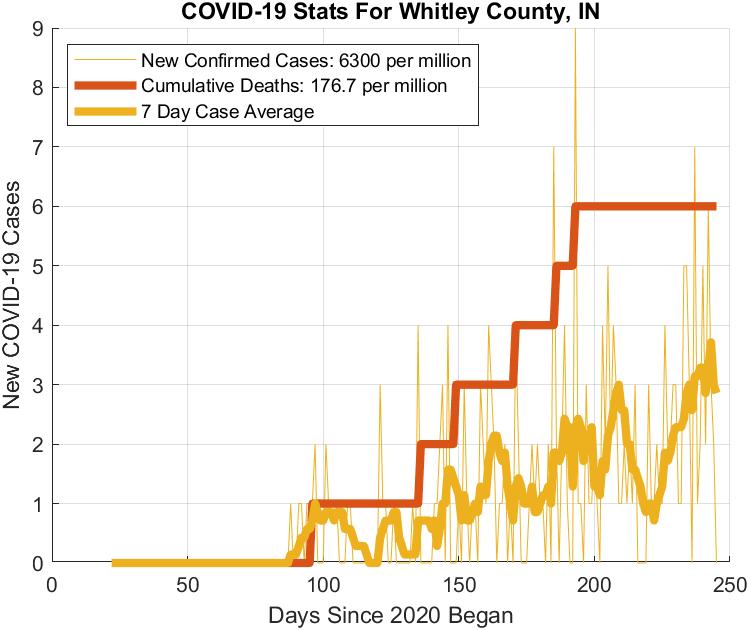 COVID-19 Stats For Whitley County, IN
New Confirmed Cases: 6300 per million
Cumulative Deaths: 176.7 per million
7 Day Case Average
New COVID-19 Cases
9
8
7
6
5
4
3
2
1
0
0 50 100 150 200 250
Days Since 2020 Began